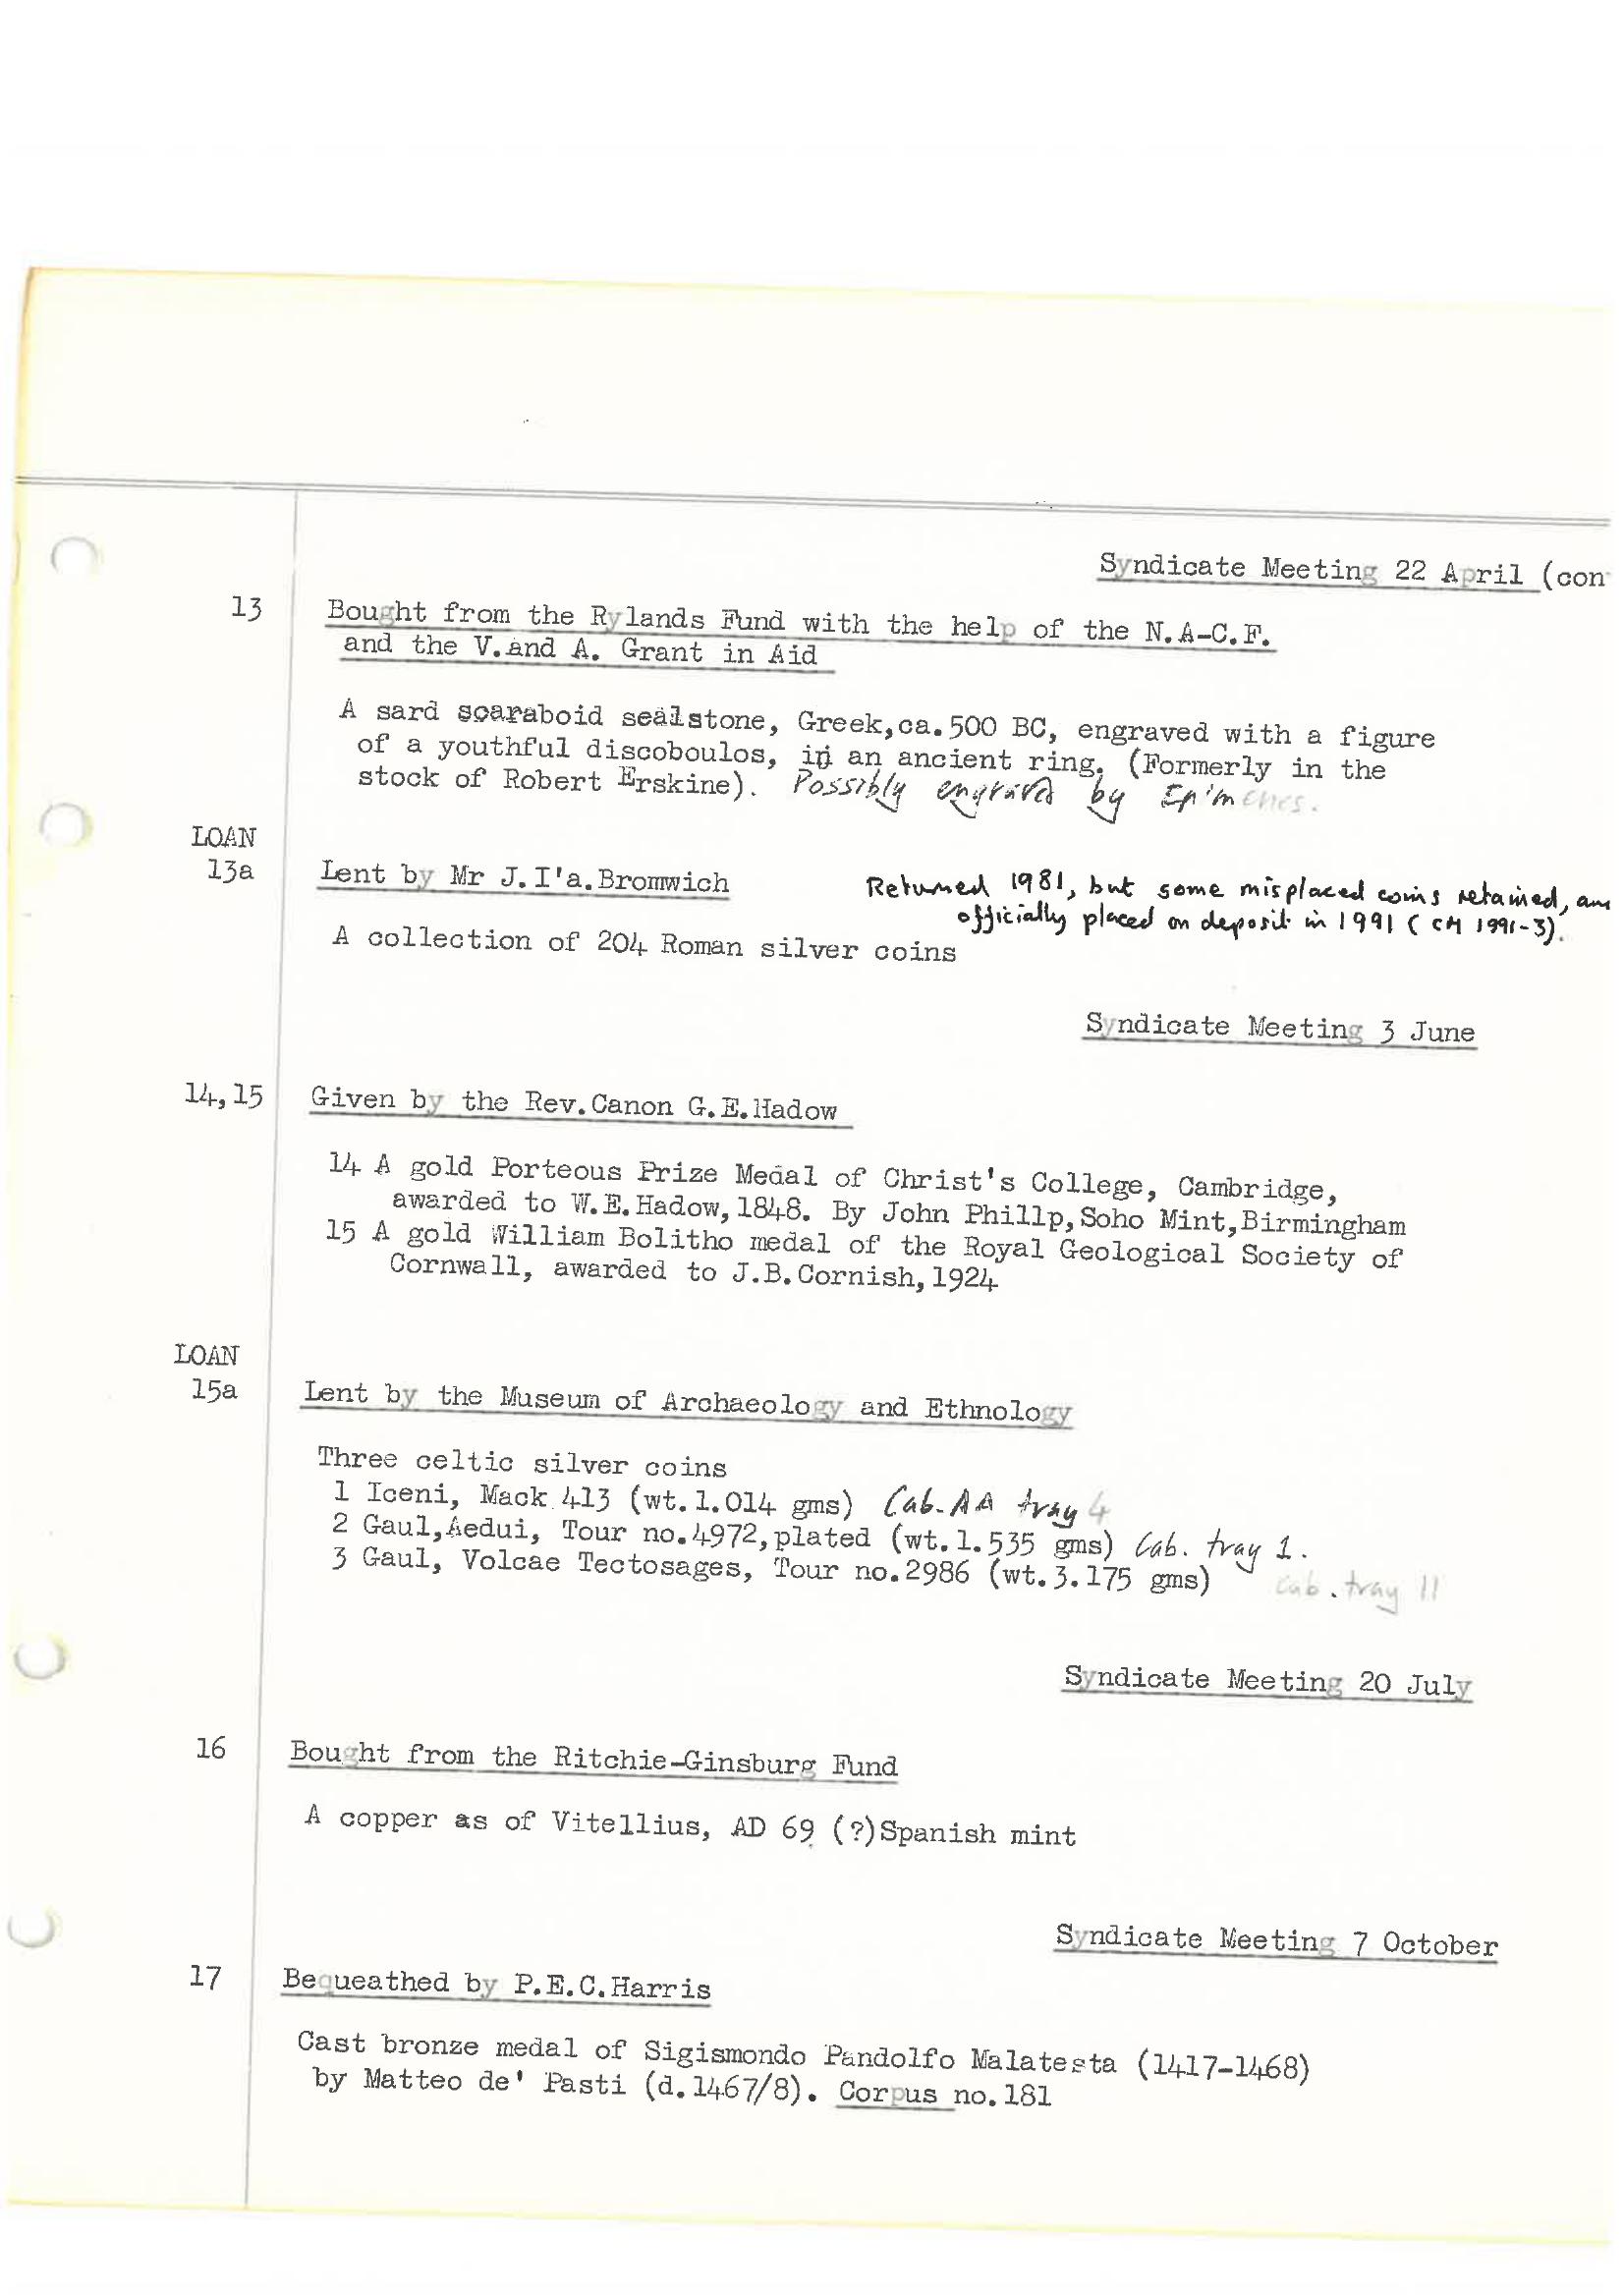 Syndicate Meeting 22 April (con
13 Bought from the Rylands Fund with the help of the N.A-C.F.
and the V.and A. Grant in Aid
A sard scaraboid sealstone, Greek,ca.500 BC, engraved with a figure
of a youthful discoboulos, in an ancient ring. (Formerly in the
stock of Robert Erskine). Possibly engraved by Epimenes.
LOAN
13a Lent by Mr J.I'a.Bromwich Returned 1981, but some misplaced coins retained, an
officially placed on deposit in 1991 (CM 1991-3).
A collection of 204 Roman silver coins
Syndicate Meeting 3 June
14,15 Given by the Rev.Canon G.E.Hadow
14 A gold Porteous Prize Medal of Christ's College, Cambridge,
awarded to W.E.Hadow,1848. By John Phillp,Soho Mint,Birmingham
15 A gold William Bolitho medal of the Royal Geological Society of
Cornwall, awarded to J.B.Cornish,1924
LOAN
15a Lent by the Museum of Archaeology and Ethnology
Three celtic silver coins
1 Iceni, Mack 413 (wt.1.014 gms) Cab. AA tray 4
2 Gaul,Aedui, Tour no.4972,plated (wt.1.535 gms) Cab. tray 1.
3 Gaul, Volcae Tectosages, Tour no.2986 (wt.3.175 gms) Cab. tray 11
Syndicate Meeting 20 July
16 Bought from the Ritchie-Ginsburg Fund
A copper as of Vitellius, AD 69 (?)Spanish mint
Syndicate Meeting 7 October
17 Bequeathed by P.E.C.Harris
Cast bronze medal of Sigismondo Pandolfo Malatesta (1417-1468)
by Matteo de' Pasti (d.1467/8). Corpus no.181